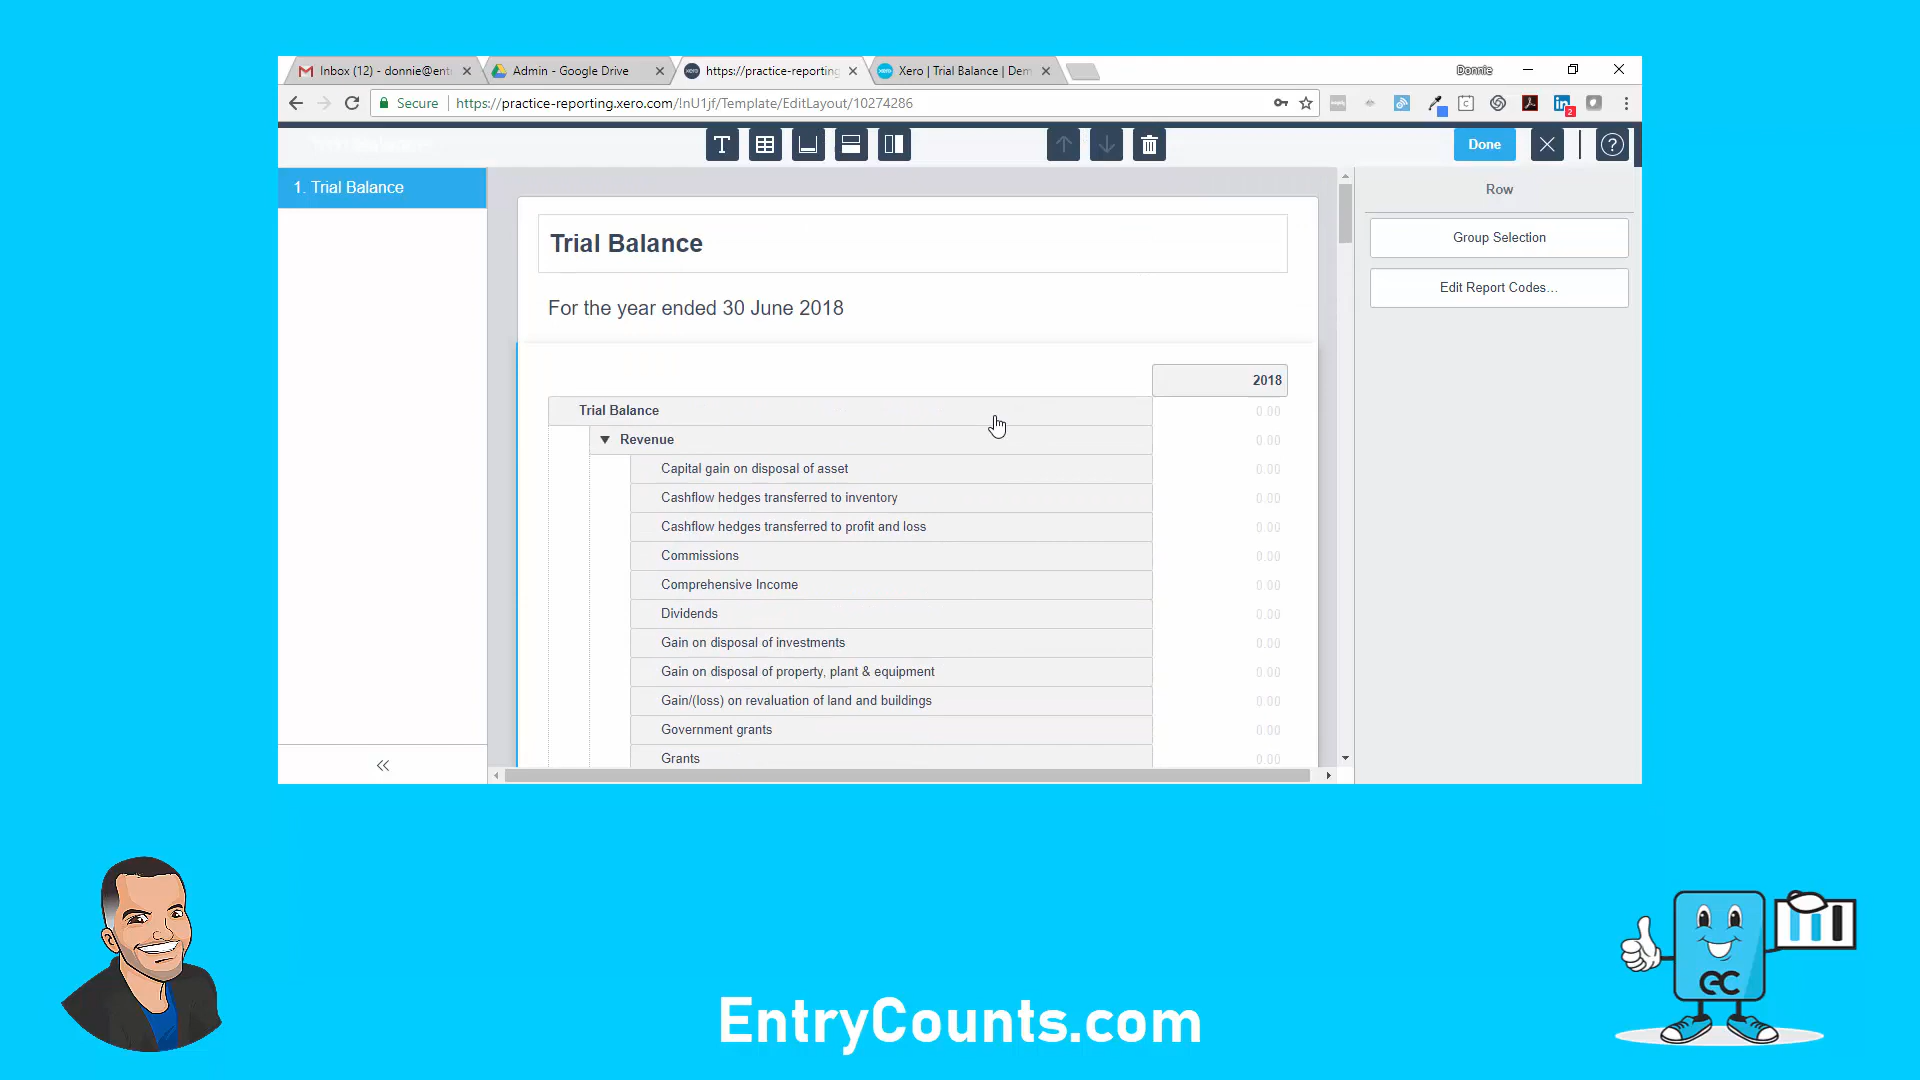 Inbox (12) - donnie@ent
Admin - Google Drive
https://practice-reporting
Xero | Trial Balance | Dem
Donnie
Secure
https://practice-reporting.xero.com/!nU1jf/Template/EditLayout/10274286
2
T
Done
?
1. Trial Balance
Row
Group Selection
Edit Report Codes...
Trial Balance
For the year ended 30 June 2018
2018
Trial Balance 0.00
Revenue 0.00
Capital gain on disposal of asset 0.00
Cashflow hedges transferred to inventory 0.00
Cashflow hedges transferred to profit and loss 0.00
Commissions 0.00
Comprehensive Income 0.00
Dividends 0.00
Gain on disposal of investments 0.00
Gain on disposal of property, plant & equipment 0.00
Gain/(loss) on revaluation of land and buildings 0.00
Government grants 0.00
Grants 0.00
ec
EntryCounts.com